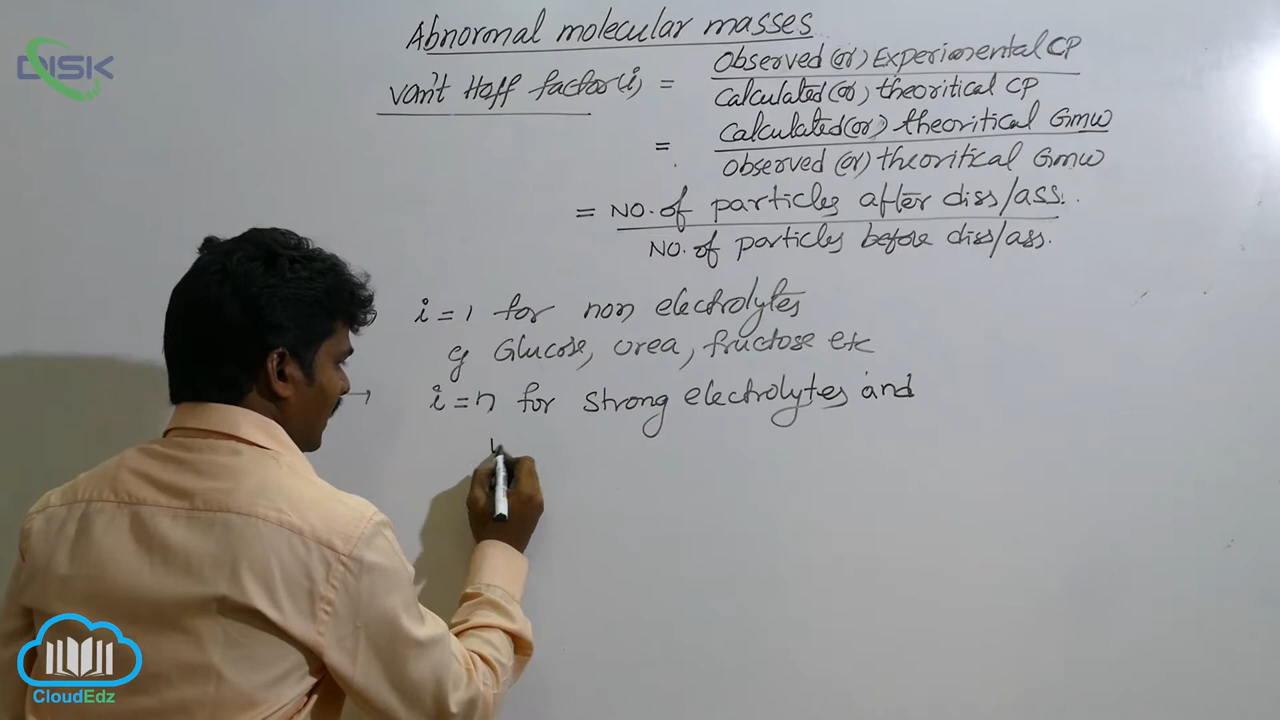 DISK
Abnormal molecular masses
van't Hoff factor(i) = Observed (or) Experimental CP
calculated (or) theoritical CP
= calculated (or) theoritical Gmw
observed (or) theoritical Gmw
= NO. of particles after diss/ass.
NO. of particles before diss/ass.
i = 1 for non electrolytes
eg Glucose, urea, fructose etc
→ i = n for strong electrolytes and
CloudEdz